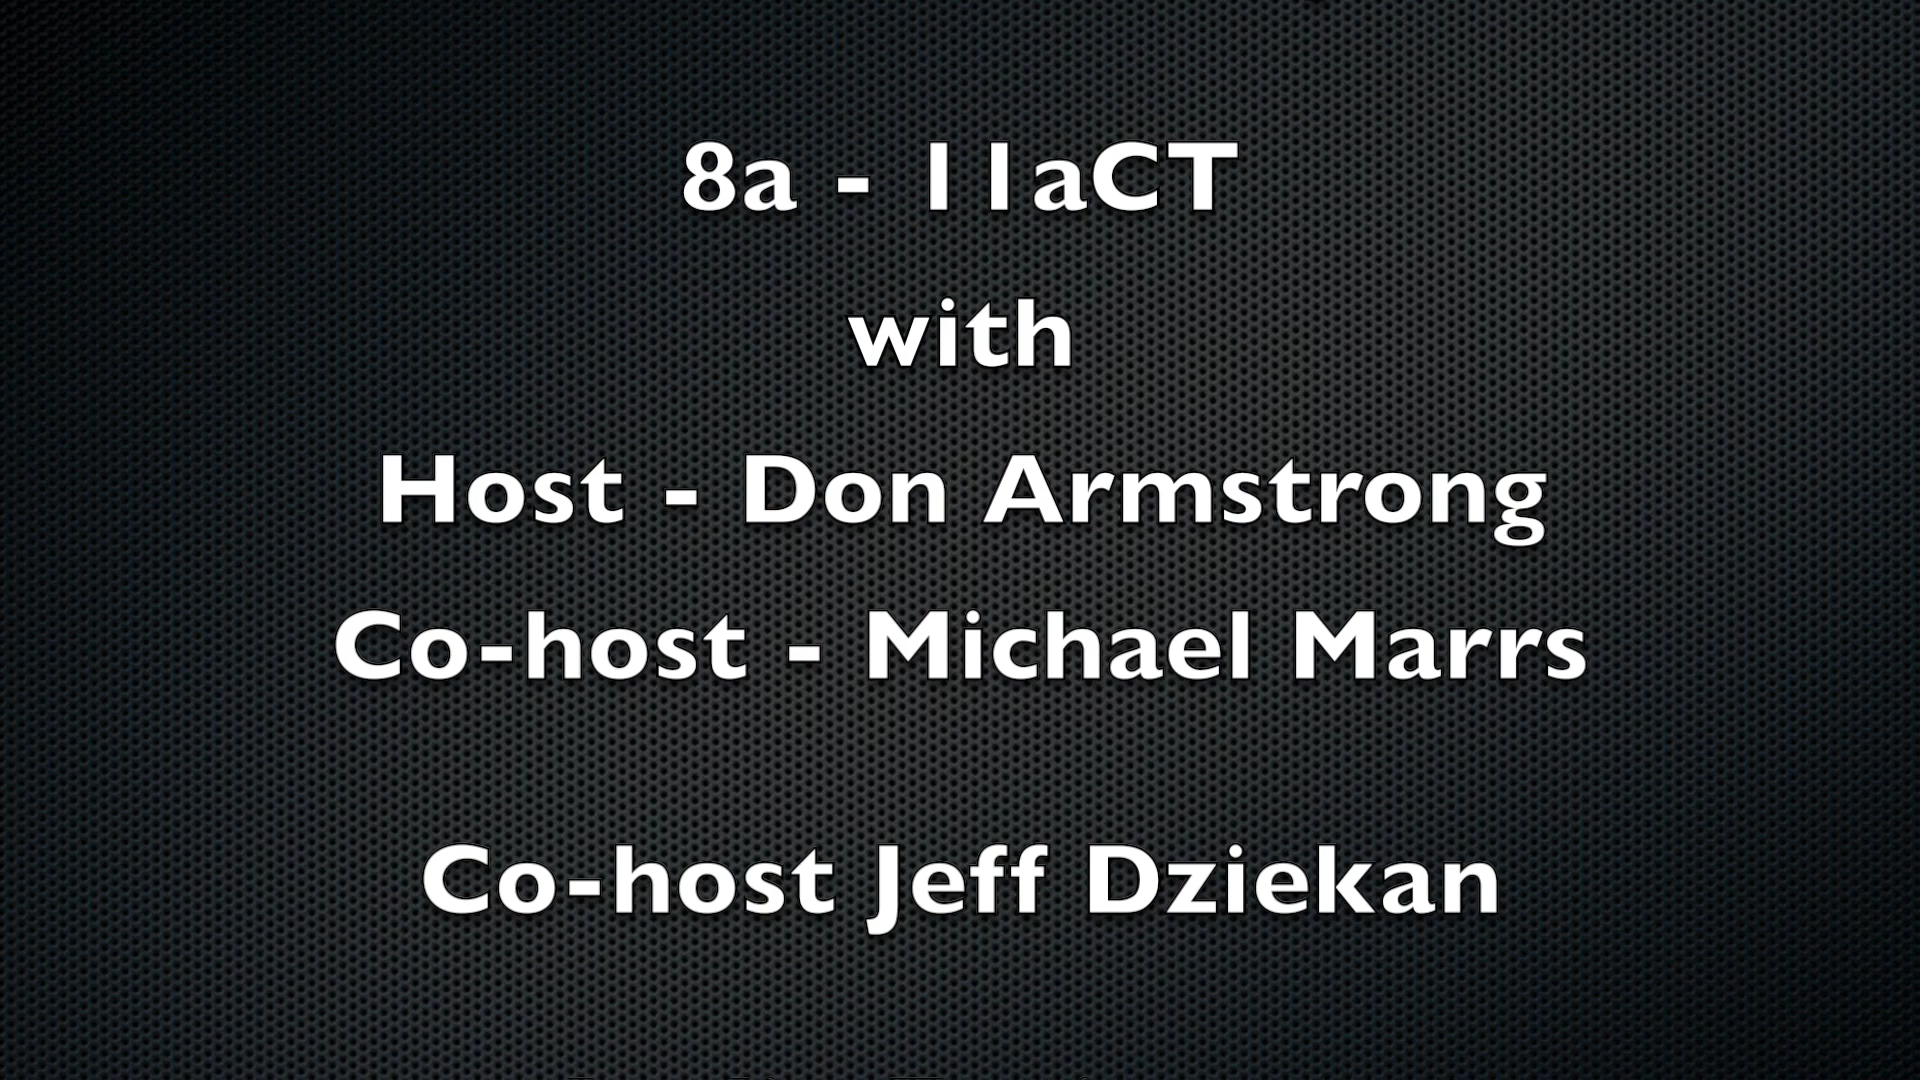 8a - 11aCT
with
Host - Don Armstrong
Co-host - Michael Marrs
Co-host Jeff Dziekan